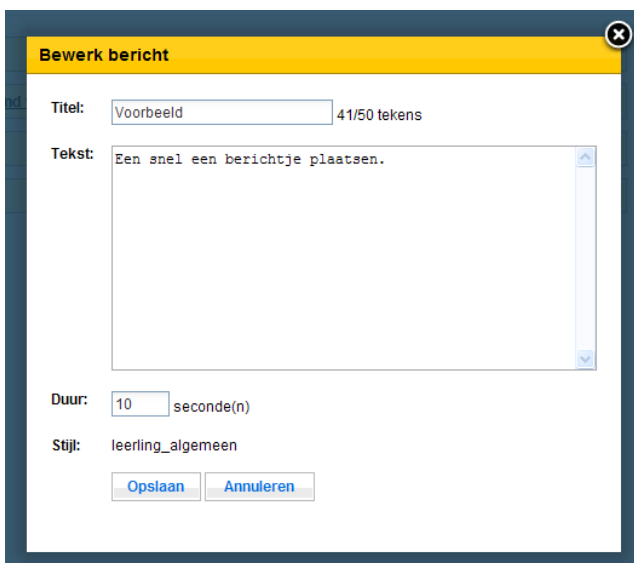 Bewerk bericht
nd
Titel: Voorbeeld 41/50 tekens
Tekst: Een snel een berichtje plaatsen.
Duur: 10 seconde(n)
Stijl: leerling_algemeen
Opslaan Annuleren